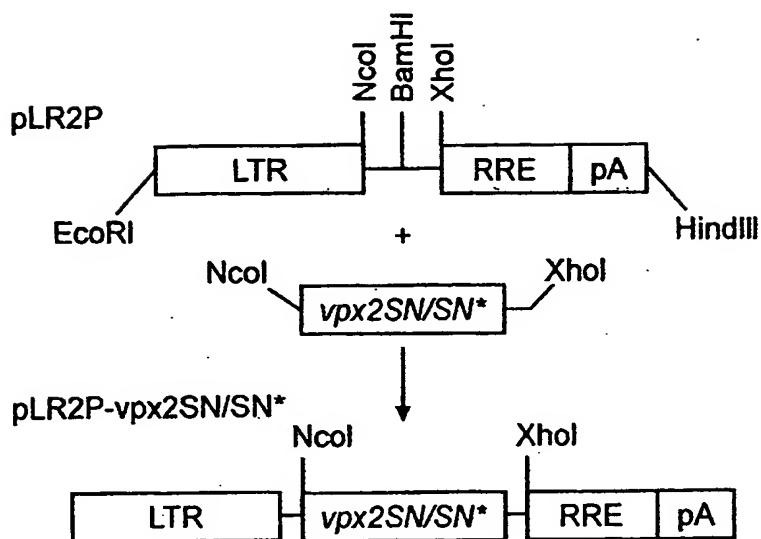 NcoI
BamHI
XhoI
pLR2P
LTR
RRE
pA
EcoRI
+
HindIII
NcoI
XhoI
vpx2SN/SN*
pLR2P-vpx2SN/SN*
NcoI
XhoI
LTR
vpx2SN/SN*
RRE
pA